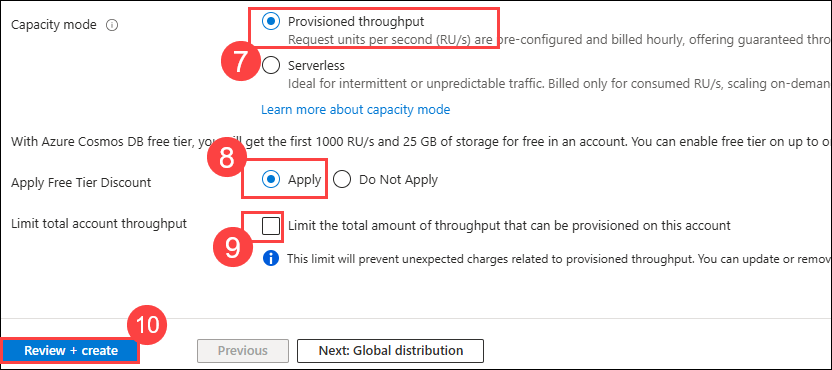 Capacity mode
Provisioned throughput
Request units per second (RU/s) are pre-configured and billed hourly, offering guaranteed thro
7
Serverless
Ideal for intermittent or unpredictable traffic. Billed only for consumed RU/s, scaling on-deman
Learn more about capacity mode
With Azure Cosmos DB free tier, you will get the first 1000 RU/s and 25 GB of storage for free in an account. You can enable free tier on up to o
8
Apply Free Tier Discount
Apply
Do Not Apply
Limit total account throughput
Limit the total amount of throughput that can be provisioned on this account
9
This limit will prevent unexpected charges related to provisioned throughput. You can update or remov
10
Review + create
Previous
Next: Global distribution